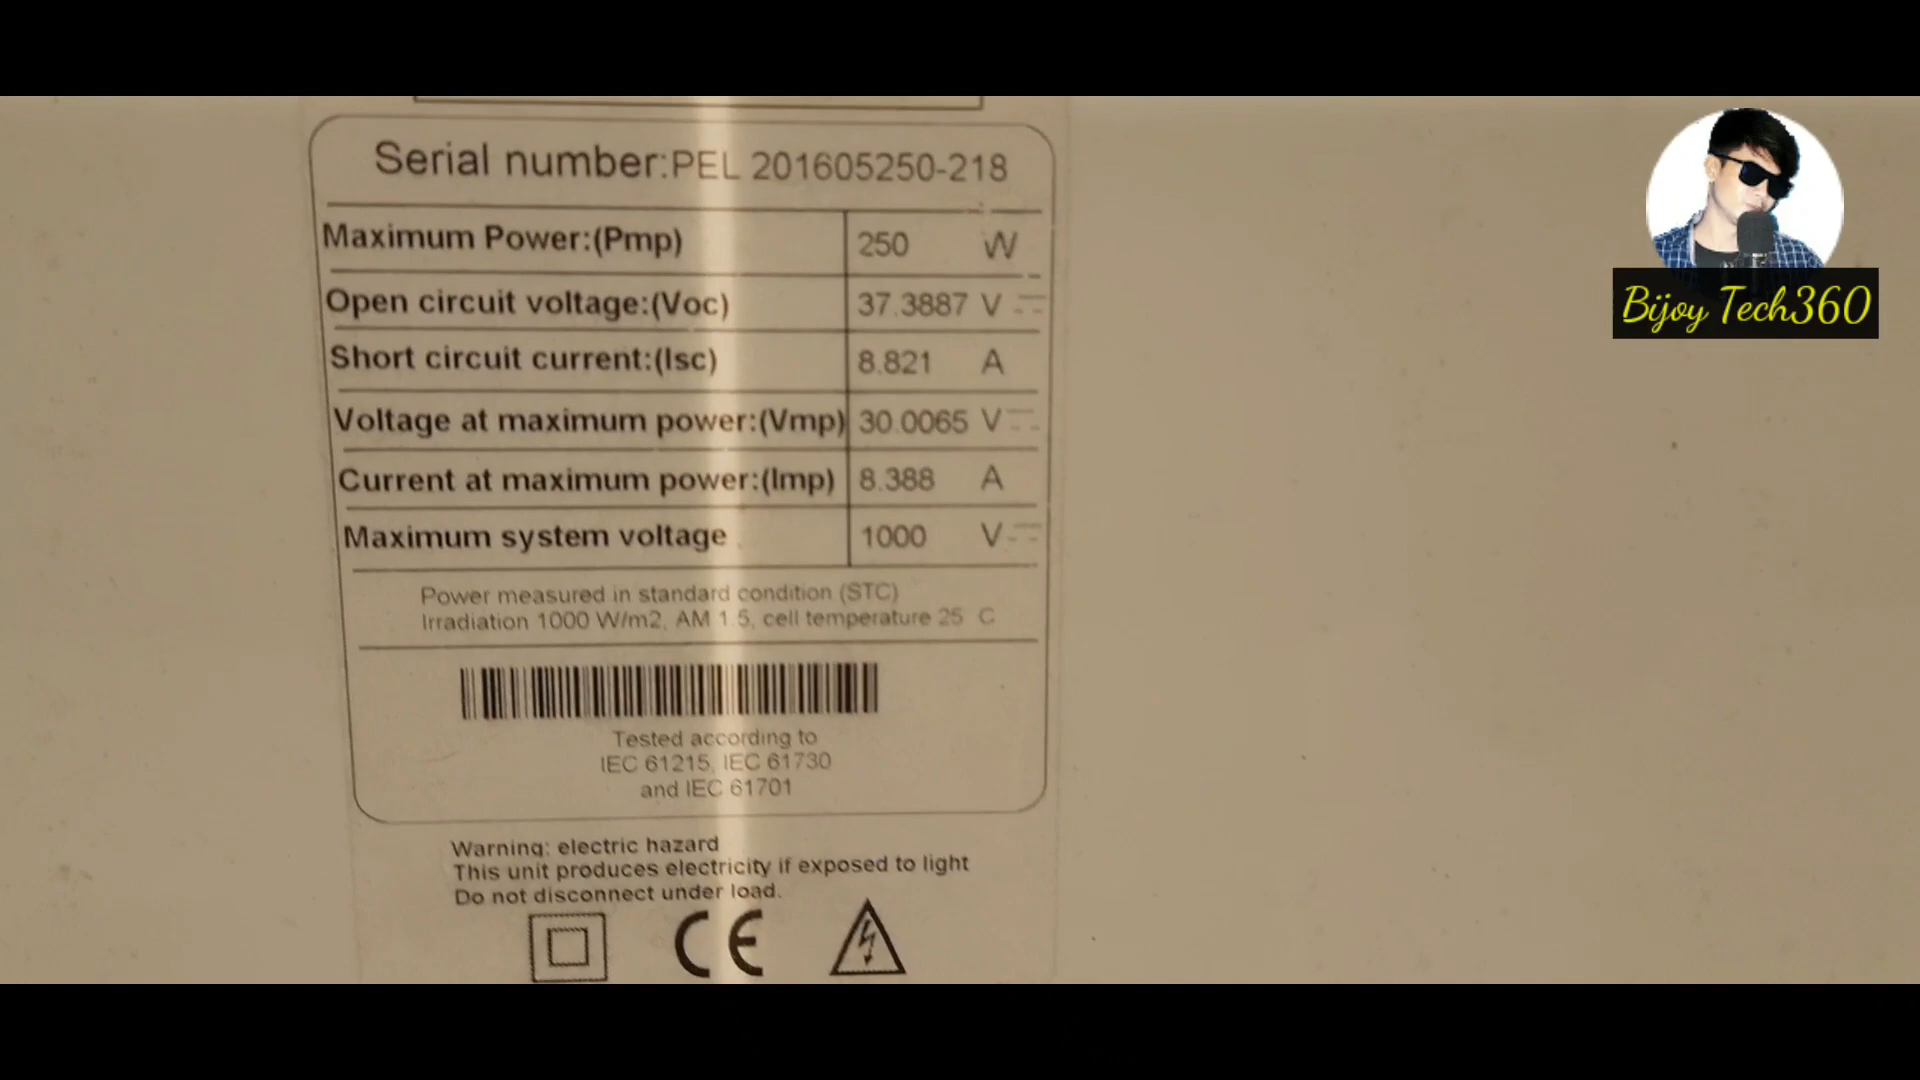 Serial number:PEL 201605250-218
Maximum Power:(Pmp) 250 W
Open circuit voltage:(Voc) 37.3887 V
Short circuit current:(Isc) 8.821 A
Voltage at maximum power:(Vmp) 30.0065 V
Current at maximum power:(Imp) 8.388 A
Maximum system voltage 1000 V
Power measured in standard condition (STC)
Irradiation 1000 W/m2, AM 1.5, cell temperature 25 C
Tested according to
IEC 61215, IEC 61730
and IEC 61701
Warning: electric hazard
This unit produces electricity if exposed to light
Do not disconnect under load.
CE
Bijoy Tech360